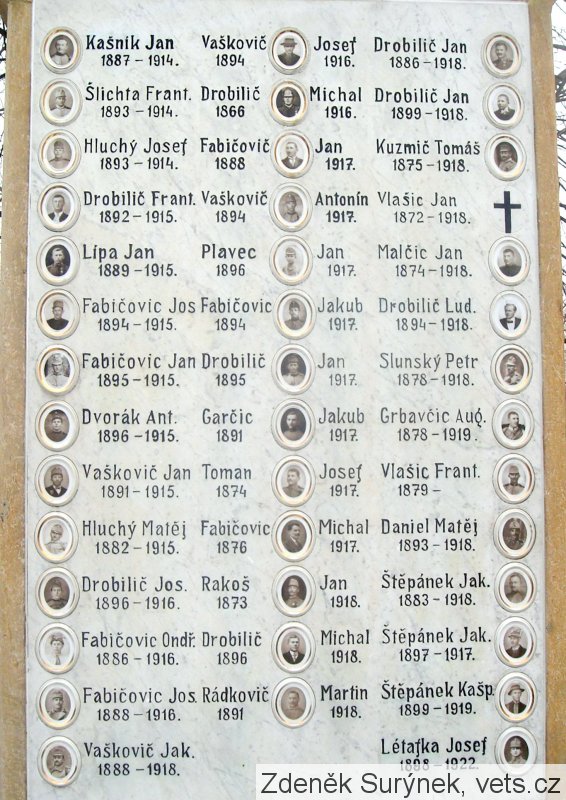 Kašník Jan
1887 – 1914.
Šlichta Frant.
1893 – 1914.
Hluchý Josef
1893 – 1914.
Drobilič Frant.
1892 – 1915.
Lípa Jan
1889 – 1915.
Fabičovic Jos
1894 – 1915.
Fabičovic Jan
1895 – 1915.
Dvorák Ant.
1896 – 1915.
Vaškovič Jan
1891 – 1915.
Hluchý Matěj
1882 – 1915.
Drobilič Jos.
1896 – 1916.
Fabičovic Ondř.
1886 – 1916.
Fabičovic Jos.
1888 – 1916.
Vaškovič Jak.
1888 – 1918.
Vaškovič Josef
1894 1916.
Drobilič Michal
1866 1916.
Fabičovič Jan
1888 1917.
Vaškovič Antonín
1894 1917.
Plavec Jan
1896 1917.
Fabičovic Jakub
1894 1917.
Drobilič Jan
1895 1917.
Garčic Jakub
1891 1917.
Toman Josef
1874 1917.
Fabičovic Michal
1876 1917.
Rakoš Jan
1873 1918.
Drobilič Michal
1896 1918.
Rádkovič Martin
1891 1918.
Drobilič Jan
1886 – 1918.
Drobilič Jan
1899 – 1918.
Kuzmič Tomáš
1875 – 1918.
Vlašic Jan
1872 – 1918.
Malčic Jan
1874 – 1918.
Drobilič Lud.
1894 – 1918.
Slunský Petr
1878 – 1918.
Grbavčic Aug.
1878 – 1919.
Vlašic Frant.
1879 –
Daniel Matěj
1893 – 1918.
Štěpánek Jak.
1883 – 1918.
Štěpánek Jak.
1897 – 1917.
Štěpánek Kašp.
1899 – 1919.
Létafka Josef
1898 – 1922.
Zdeněk Surýnek, vets.cz